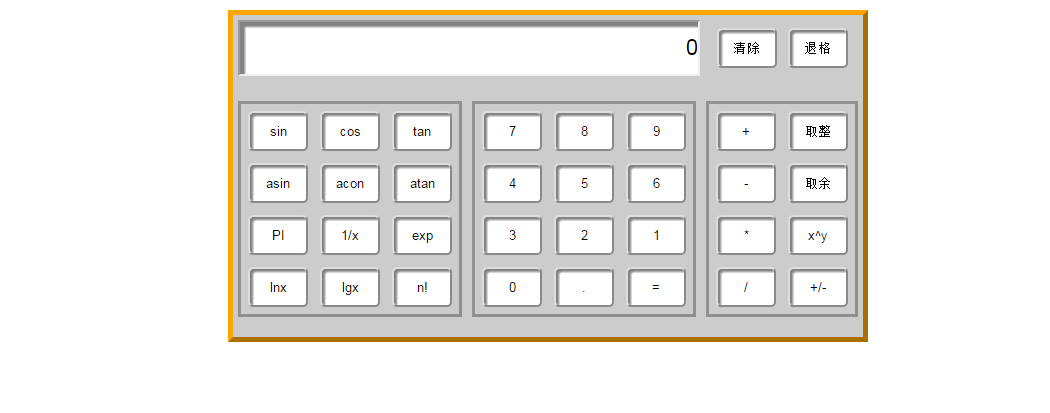 0 清除 退格
sin cos tan 7 8 9 + 取整
asin acon atan 4 5 6 - 取余
PI 1/x exp 3 2 1 * x^y
lnx lgx n! 0 . = / +/-